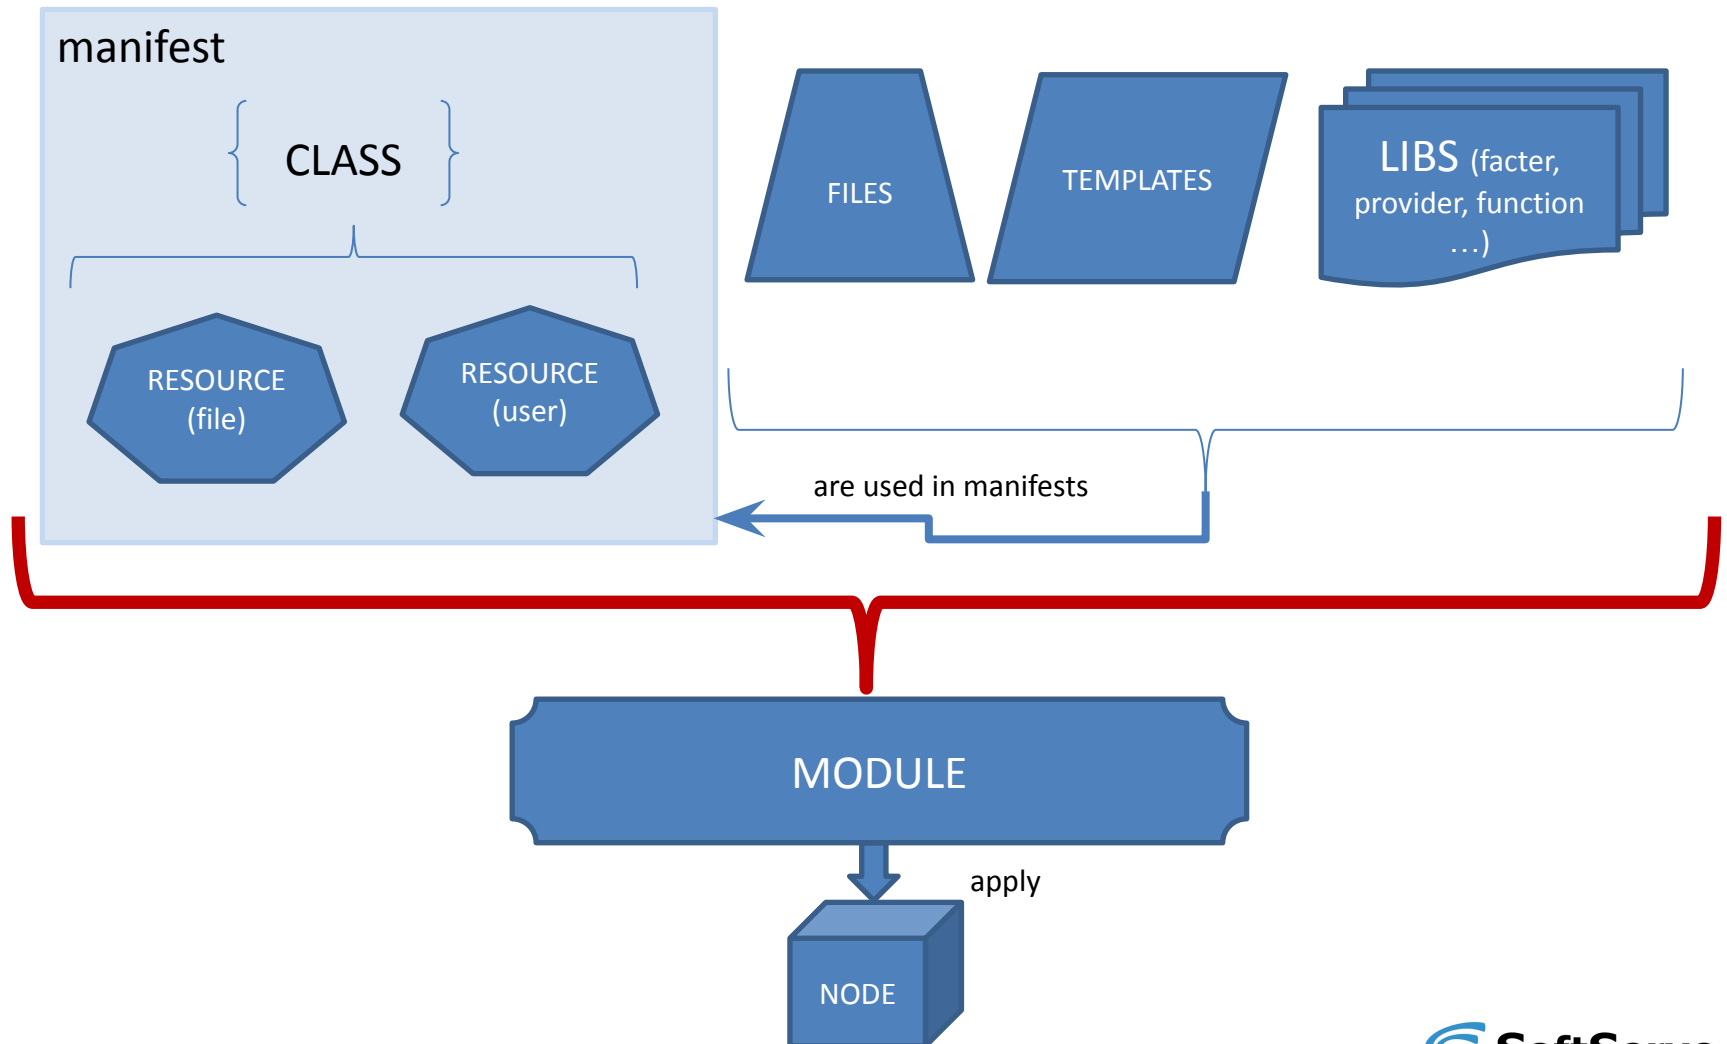 manifest
CLASS
RESOURCE
(file)
RESOURCE
(user)
FILES
TEMPLATES
LIBS (facter,
provider, function
...)
are used in manifests
MODULE
apply
NODE
SoftServe